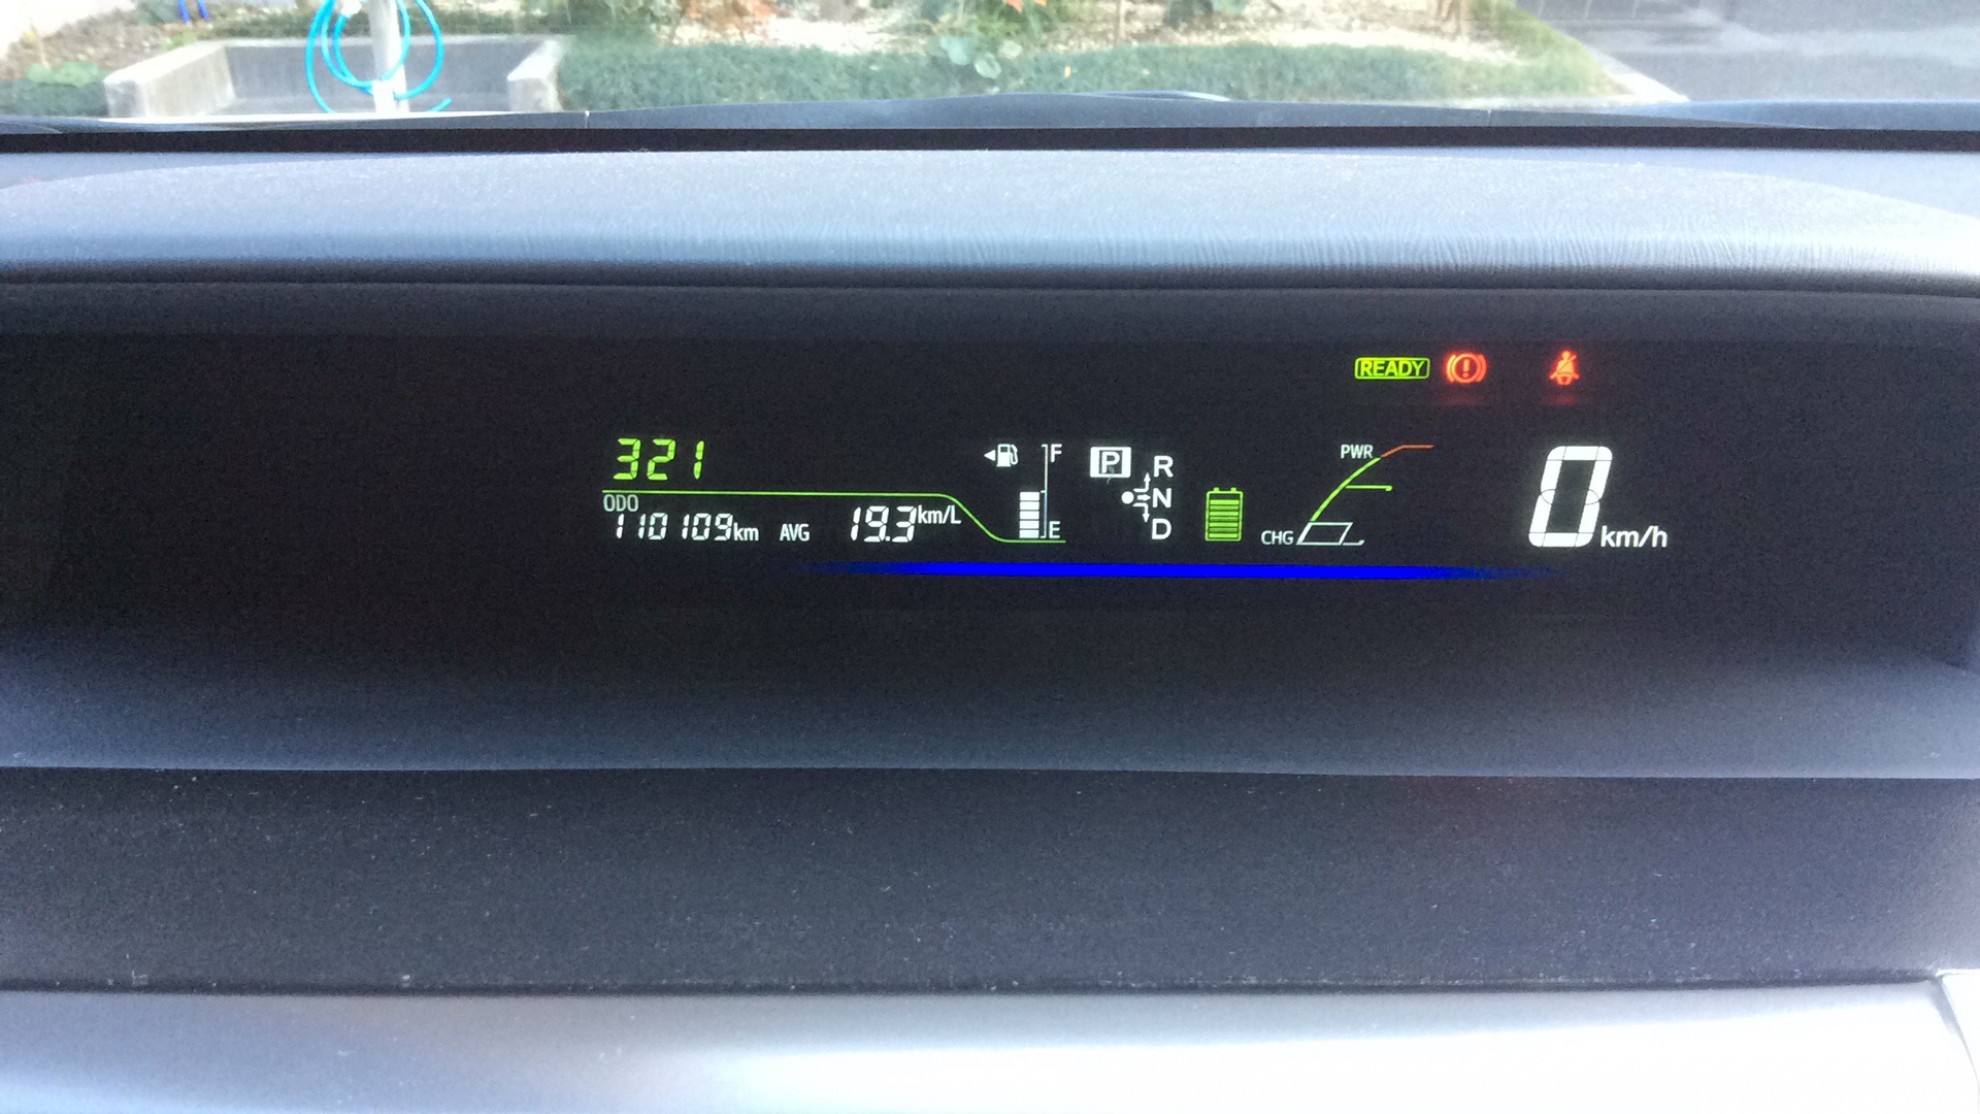 READY
321
F
P R
ODO
N
PWR
110109km AVG 19.3km/L
E
D
CHG
0km/h